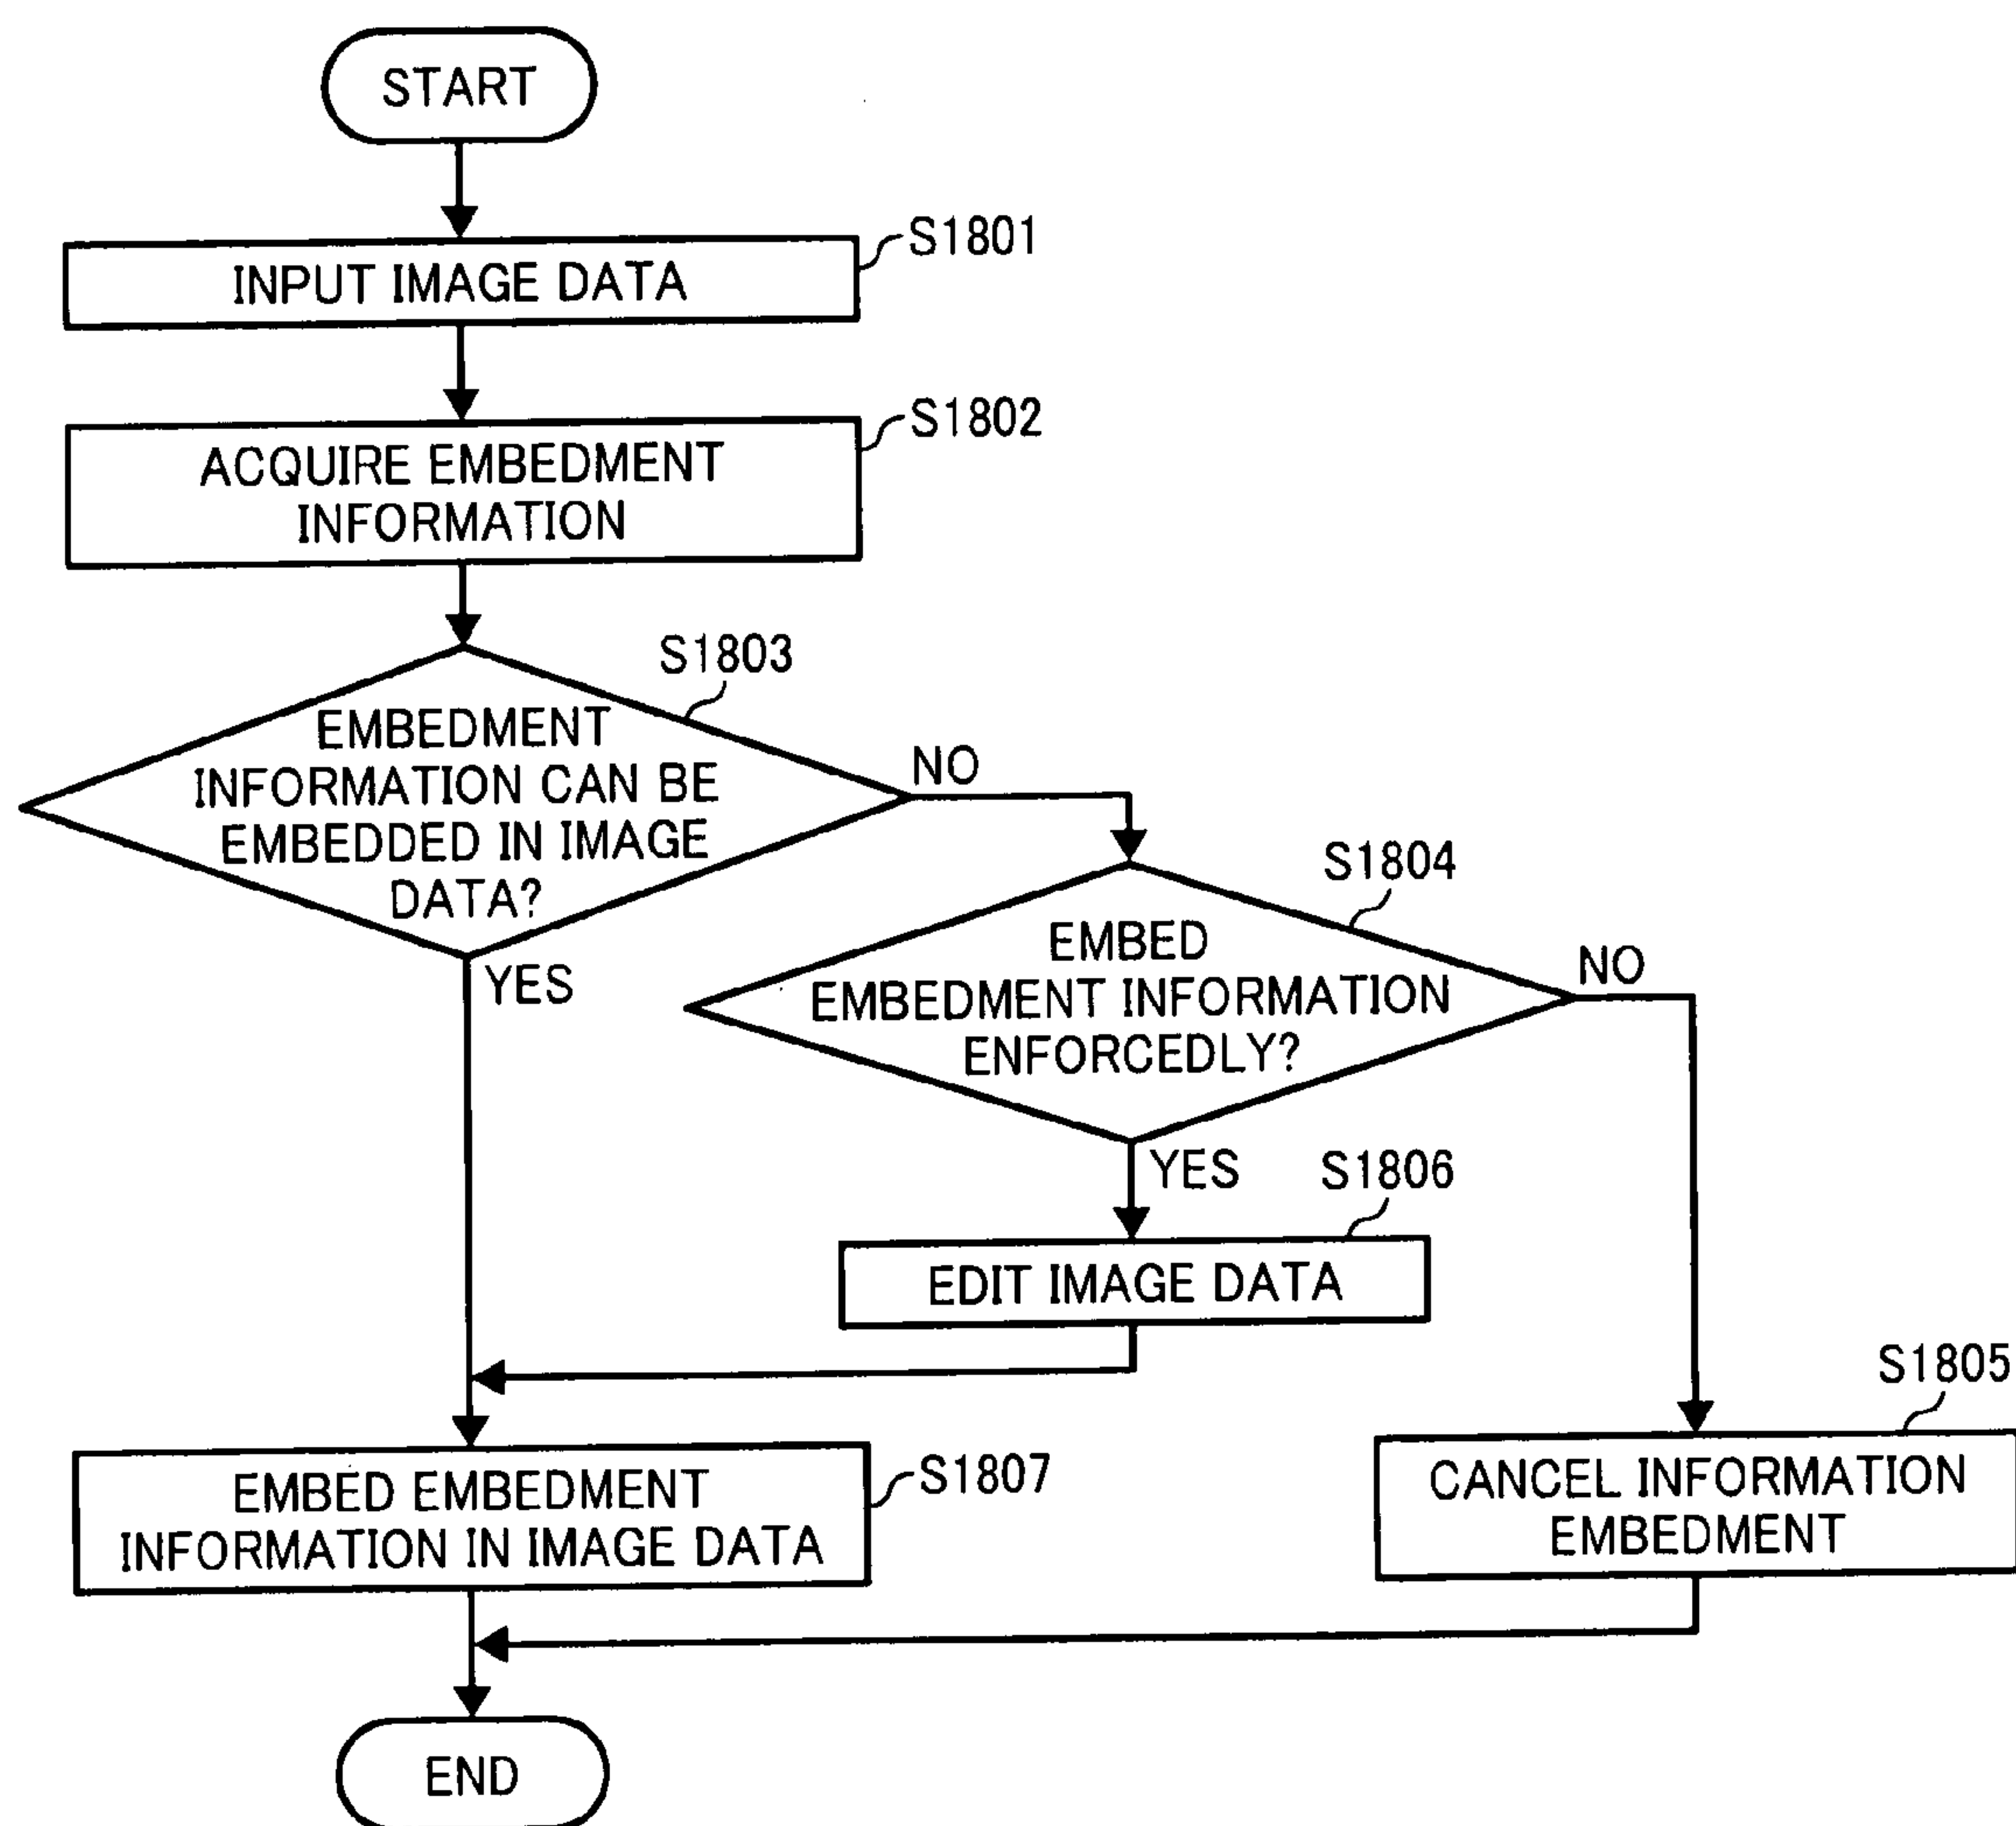 START
S1801
INPUT IMAGE DATA
S1802
ACQUIRE EMBEDMENT
INFORMATION
S1803
EMBEDMENT
INFORMATION CAN BE
EMBEDDED IN IMAGE
DATA?
NO
YES
S1804
EMBED
EMBEDMENT INFORMATION
ENFORCEDLY?
NO
YES
S1806
EDIT IMAGE DATA
S1805
CANCEL INFORMATION
EMBEDMENT
S1807
EMBED EMBEDMENT
INFORMATION IN IMAGE DATA
END